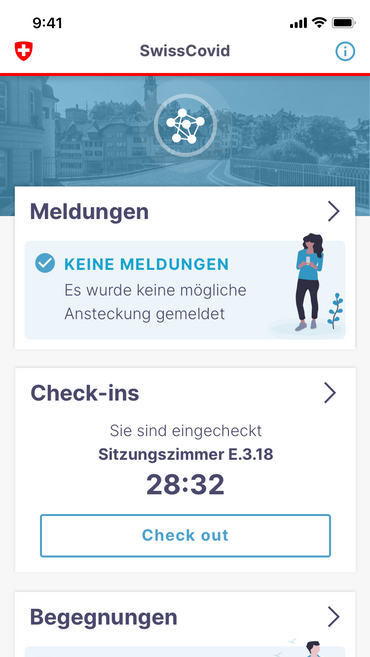 9:41
SwissCovid
Meldungen
KEINE MELDUNGEN
Es wurde keine mögliche
Ansteckung gemeldet
Check-ins
Sie sind eingecheckt
Sitzungszimmer E.3.18
28:32
Check out
Begegnungen